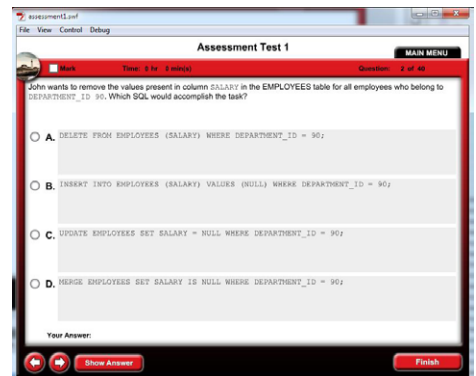 assessment1.swf
File View Control Debug
Assessment Test 1
MAIN MENU
Mark Time: 0 hr 0 min(s) Question: 2 of 40
John wants to remove the values present in column SALARY in the EMPLOYEES table for all employees who belong to
DEPARTMENT_ID 90. Which SQL would accomplish the task?
A. DELETE FROM EMPLOYEES (SALARY) WHERE DEPARTMENT_ID = 90;
B. INSERT INTO EMPLOYEES (SALARY) VALUES (NULL) WHERE DEPARTMENT_ID = 90;
C. UPDATE EMPLOYEES SET SALARY = NULL WHERE DEPARTMENT_ID = 90;
D. MERGE EMPLOYEES SET SALARY IS NULL WHERE DEPARTMENT_ID = 90;
Your Answer:
Show Answer Finish